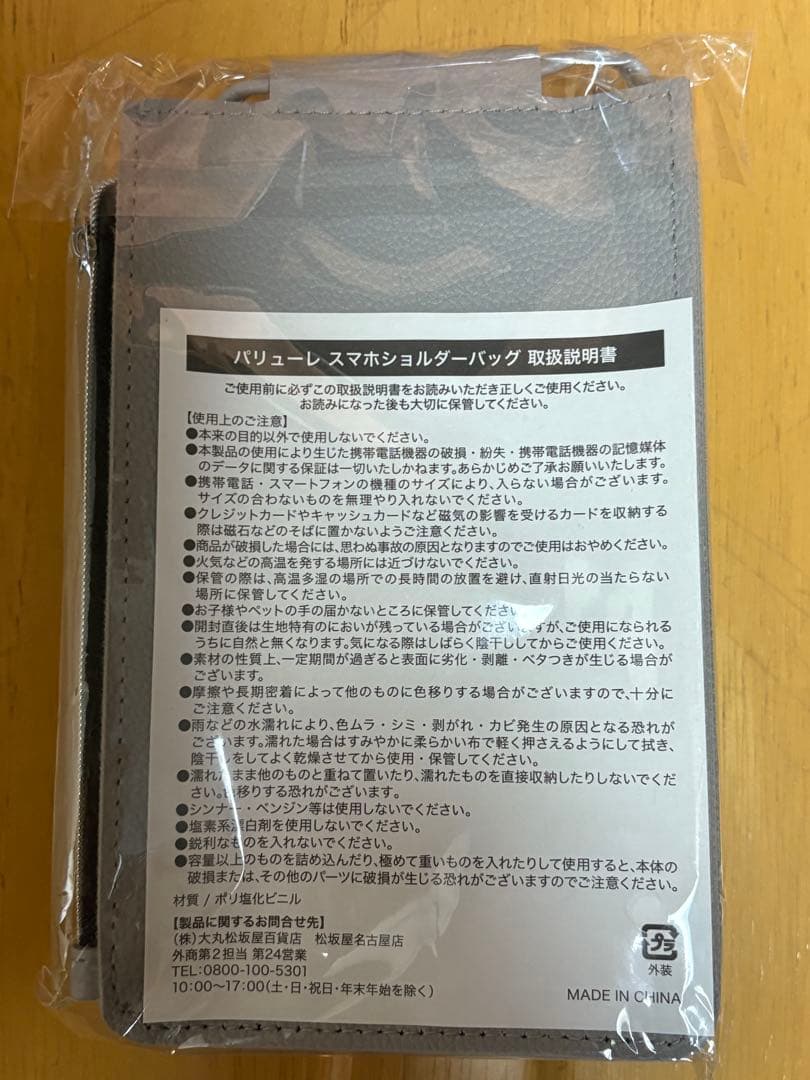 パリューレ スマホショルダーバッグ 取扱説明書
ご使用前に必ずこの取扱説明書をお読みいただき正しくご使用ください。
お読みになった後も大切に保管してください。
【使用上のご注意】
●本来の目的以外で使用しないでください。
●本製品の使用により生じた携帯電話機器の破損・紛失・携帯電話機器の記憶媒体
のデータに関する保証は一切いたしかねます。あらかじめご了承お願いいたします。
●携帯電話・スマートフォンの機種のサイズにより、入らない場合がございます。
サイズの合わないものを無理やり入れないでください。
●クレジットカードやキャッシュカードなど磁気の影響を受けるカードを収納する
際は磁石などのそばに置かないようご注意ください。
●商品が破損した場合には、思わぬ事故の原因となりますのでご使用はおやめください。
●火気などの高温を発する場所には近づけないでください。
●保管の際は、高温多湿の場所での長時間の放置を避け、直射日光の当たらない
場所に保管してください。
●お子様やペットの手の届かないところに保管してください。
●開封直後は生地特有のにおいが残っている場合がございますが、ご使用になられる
うちに自然と無くなります。気になる際はしばらく陰干ししてからご使用ください。
●素材の性質上、一定期間が過ぎると表面に劣化・剥離・ベタつきが生じる場合が
ございます。
●摩擦や長期密着によって他のものに色移りする場合がございますので、十分に
ご注意ください。
●雨などの水濡れにより、色ムラ・シミ・剥がれ・カビ発生の原因となる恐れが
ございます。濡れた場合はすみやかに柔らかい布で軽く押さえるようにして拭き、
陰干しをしてよく乾燥させてから使用・保管してください。
●濡れたまま他のものと重ねて置いたり、濡れたものを直接収納したりしないでくだ
さい。色移りする恐れがございます。
●シンナー・ベンジン等は使用しないでください。
●塩素系漂白剤を使用しないでください。
●鋭利なものを入れないでください。
●容量以上のものを詰め込んだり、極めて重いものを入れたりして使用すると、本体の
破損または、その他のパーツに破損が生じる恐れがございますのでご注意ください。
材質 / ポリ塩化ビニル
【製品に関するお問合せ先】
(株)大丸松坂屋百貨店 松坂屋名古屋店
外商第2担当 第24営業
TEL:0800-100-5301
10:00〜17:00(土・日・祝日・年末年始を除く)
プラ
外装
MADE IN CHINA